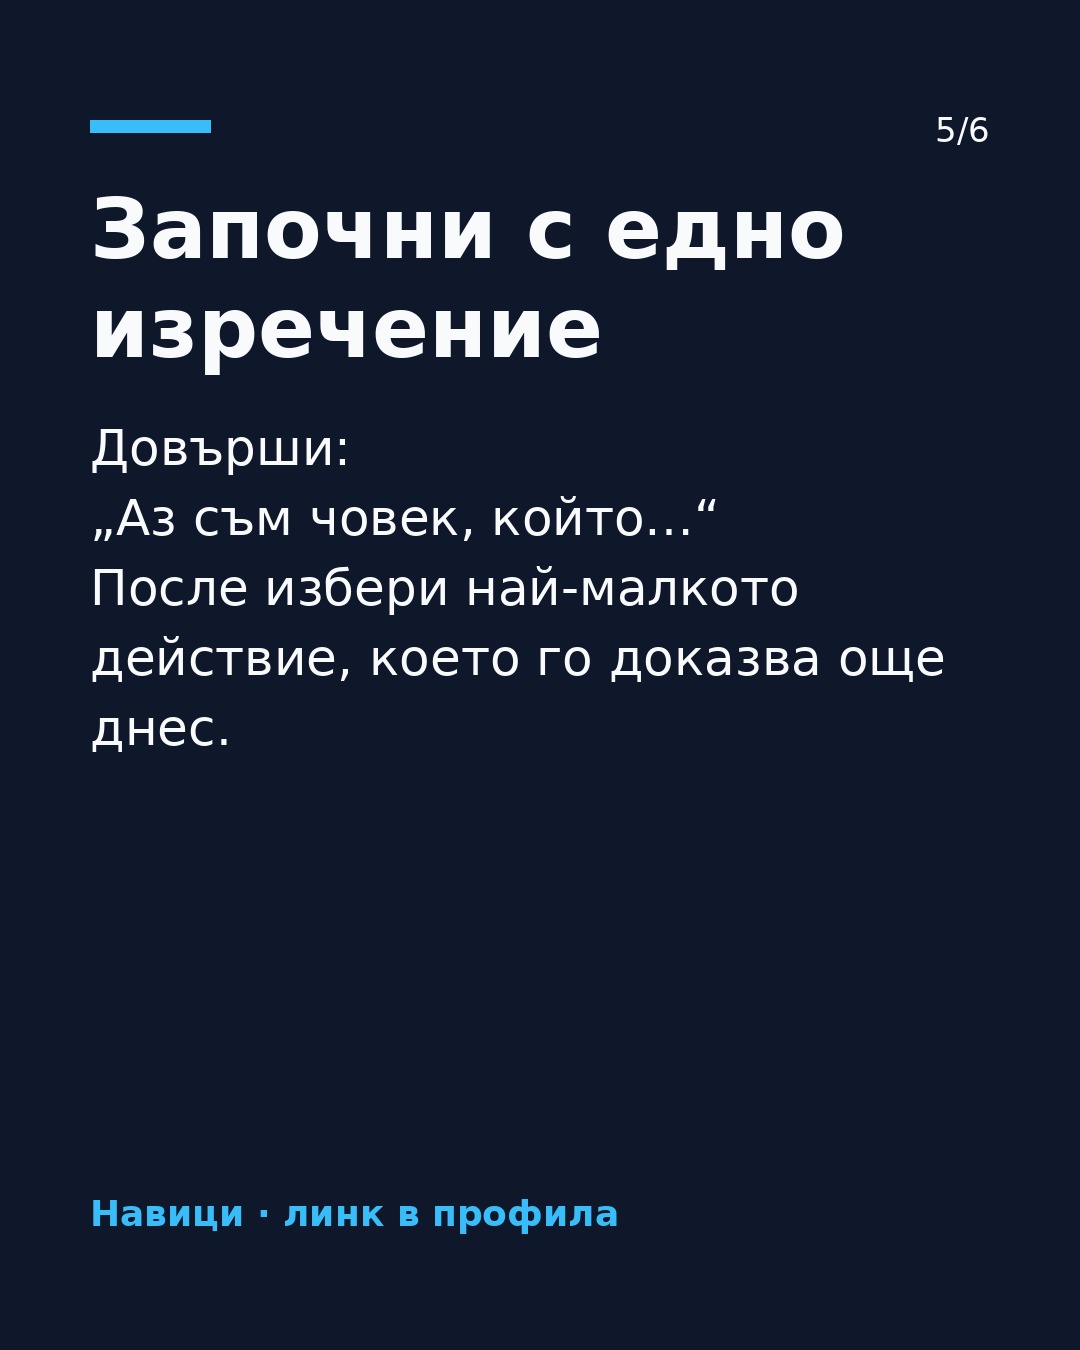 5/6
Започни с едно
изречение
Довърши:
„Аз съм човек, който…“
После избери най-малкото
действие, което го доказва още
днес.
Навици · линк в профила